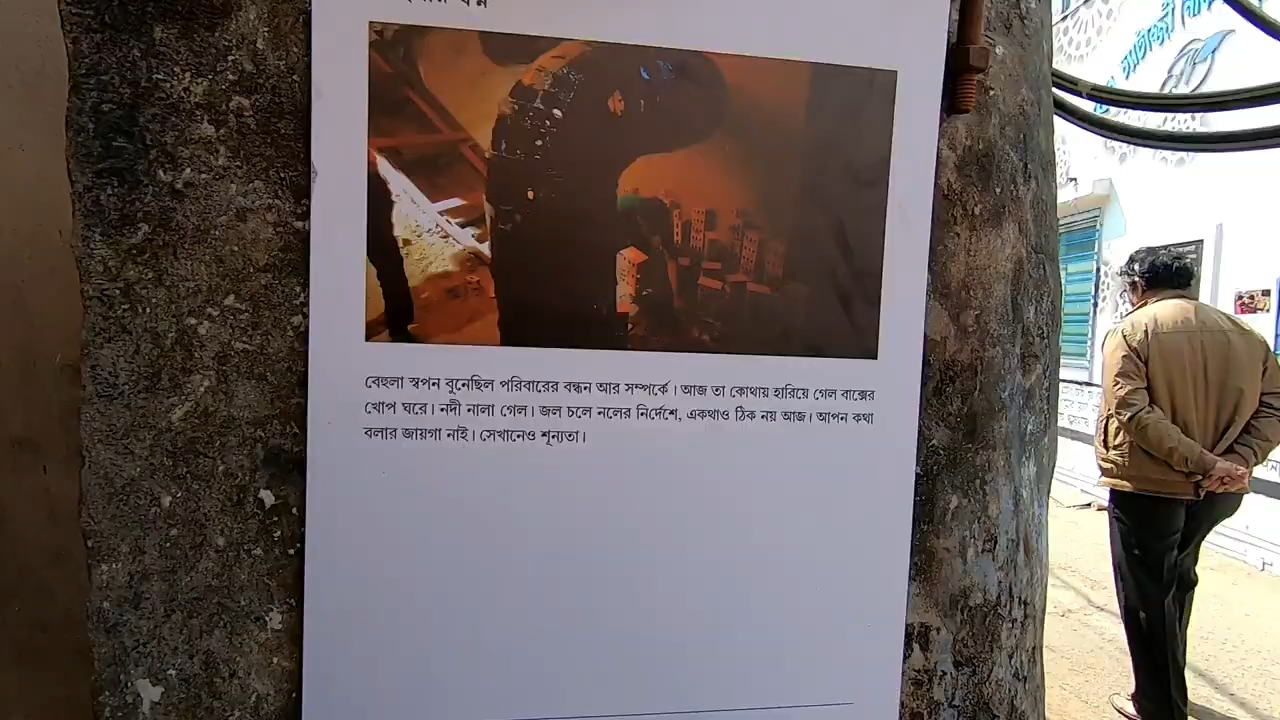 বেহুলা স্বপন বুনেছিল পরিবারের বন্ধন আর সম্পর্কে। আজ তা কোথায় হারিয়ে গেল বাক্সের
খোপ ঘরে। নদী নালা গেল। জল চলে নলের নির্দেশে, একথাও ঠিক নয় আজ। আপন কথা
বলার জায়গা নাই। সেখানেও শূন্যতা।